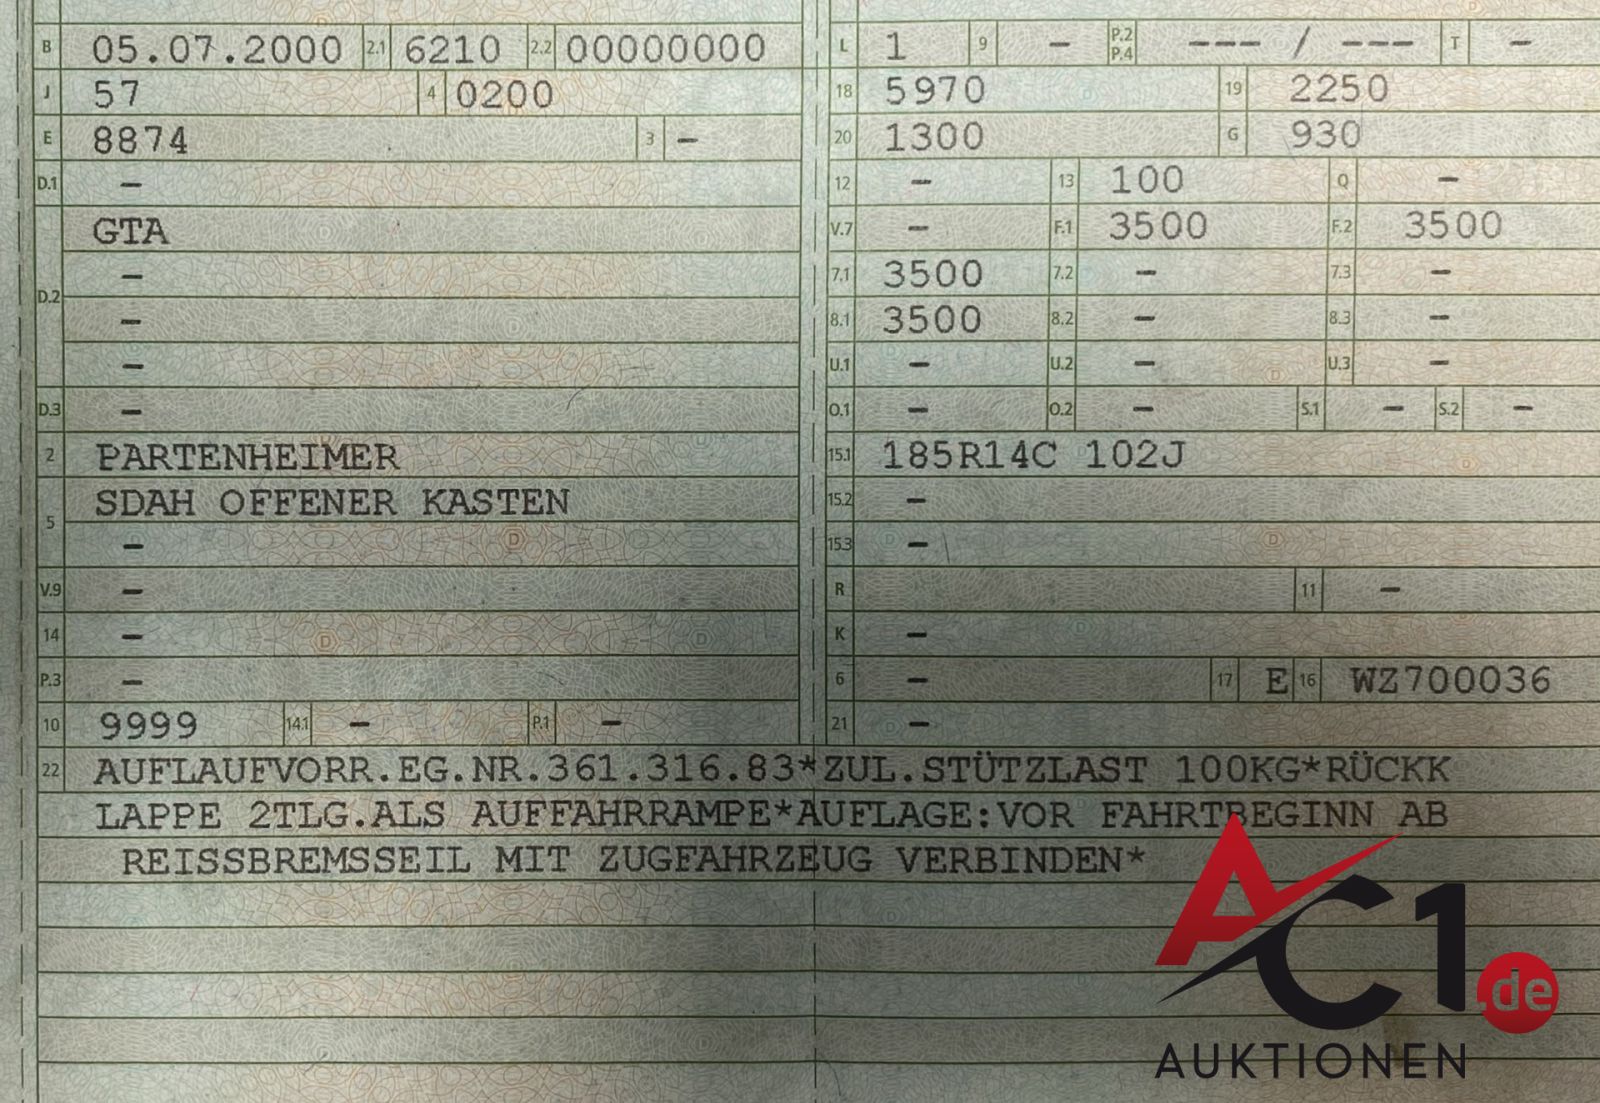 B 05.07.2000 2.1 6210 2.2 00000000
J 57 4 0200
E 8874 3 –
D.1 –
D.2 GTA
–
–
–
D.3 –
2 PARTENHEIMER
5 SDAH OFFENER KASTEN
–
V.9 –
14 –
P.3 –
10 9999 14.1 – P.1 –
L 1 9 – P.2 P.4 --- / --- T –
18 5970 19 2250
20 1300 G 930
12 – 13 100 Q –
V.7 – F.1 3500 F.2 3500
7.1 3500 7.2 – 7.3 –
8.1 3500 8.2 – 8.3 –
U.1 – U.2 – U.3 –
O.1 – O.2 – S.1 – S.2 –
15.1 185R14C 102J
15.2 –
15.3 –
R 11 –
K –
6 – 17 E 16 WZ700036
21 –
22 AUFLAUFVORR.EG.NR.361.316.83*ZUL.STÜTZLAST 100KG*RÜCKK
LAPPE 2TLG.ALS AUFFAHRRAMPE*AUFLAGE:VOR FAHRTBEGINN AB
REISSBREMSSEIL MIT ZUGFAHRZEUG VERBINDEN*
AC1.de
AUKTIONEN